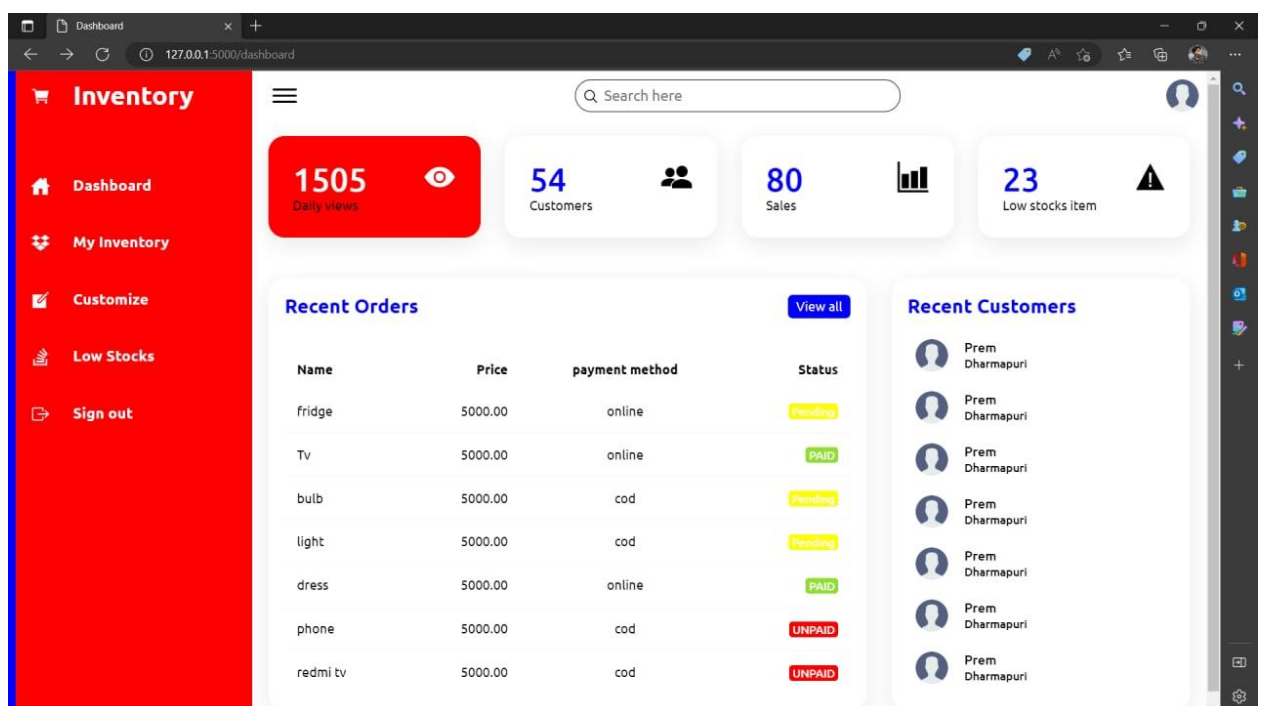 Dashboard
127.0.0.1:5000/dashboard
Inventory
Search here
Dashboard
My Inventory
Customize
Low Stocks
Sign out
1505
Daily views
54
Customers
80
Sales
23
Low stocks item
Recent Orders
View all
Name Price payment method Status
fridge 5000.00 online Pending
Tv 5000.00 online PAID
bulb 5000.00 cod Pending
light 5000.00 cod Pending
dress 5000.00 online PAID
phone 5000.00 cod UNPAID
redmi tv 5000.00 cod UNPAID
Recent Customers
Prem
Dharmapuri
Prem
Dharmapuri
Prem
Dharmapuri
Prem
Dharmapuri
Prem
Dharmapuri
Prem
Dharmapuri
Prem
Dharmapuri